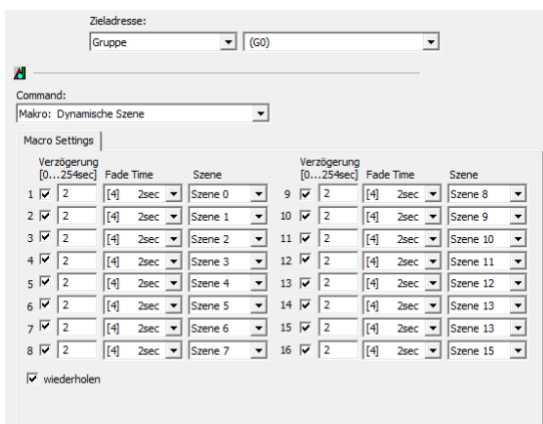 Zieladresse:
Gruppe (G0)
Command:
Makro: Dynamische Szene
Macro Settings
Verzögerung Verzögerung
[0...254sec] Fade Time Szene [0...254sec] Fade Time Szene
1 2 [4] 2sec Szene 0 9 2 [4] 2sec Szene 8
2 2 [4] 2sec Szene 1 10 2 [4] 2sec Szene 9
3 2 [4] 2sec Szene 2 11 2 [4] 2sec Szene 10
4 2 [4] 2sec Szene 3 12 2 [4] 2sec Szene 11
5 2 [4] 2sec Szene 4 13 2 [4] 2sec Szene 12
6 2 [4] 2sec Szene 5 14 2 [4] 2sec Szene 13
7 2 [4] 2sec Szene 6 15 2 [4] 2sec Szene 13
8 2 [4] 2sec Szene 7 16 2 [4] 2sec Szene 15
wiederholen